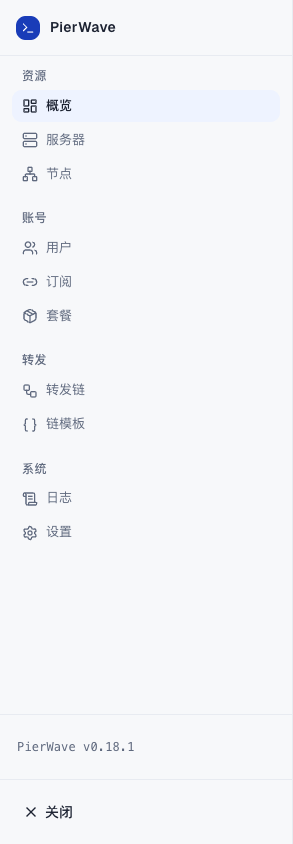 PierWave
资源
概览
服务器
节点
账号
用户
订阅
套餐
转发
转发链
链模板
系统
日志
设置
PierWave v0.18.1
关闭